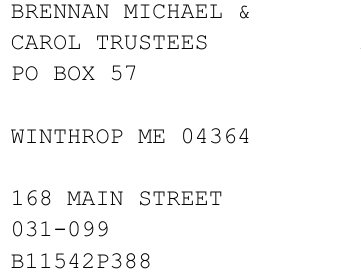 BRENNAN MICHAEL &
CAROL TRUSTEES
PO BOX 57
WINTHROP ME 04364
168 MAIN STREET
031-099
B11542P388